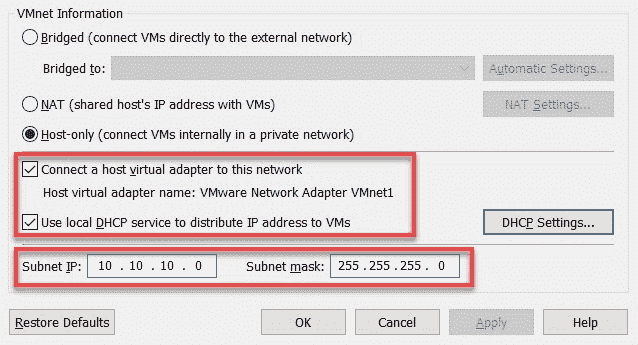 VMnet Information
Bridged (connect VMs directly to the external network)
Bridged to:
Automatic Settings...
NAT (shared host's IP address with VMs)
NAT Settings...
Host-only (connect VMs internally in a private network)
Connect a host virtual adapter to this network
Host virtual adapter name: VMware Network Adapter VMnet1
Use local DHCP service to distribute IP address to VMs
DHCP Settings...
Subnet IP: 10 . 10 . 10 . 0 Subnet mask: 255 . 255 . 255 . 0
Restore Defaults OK Cancel Apply Help